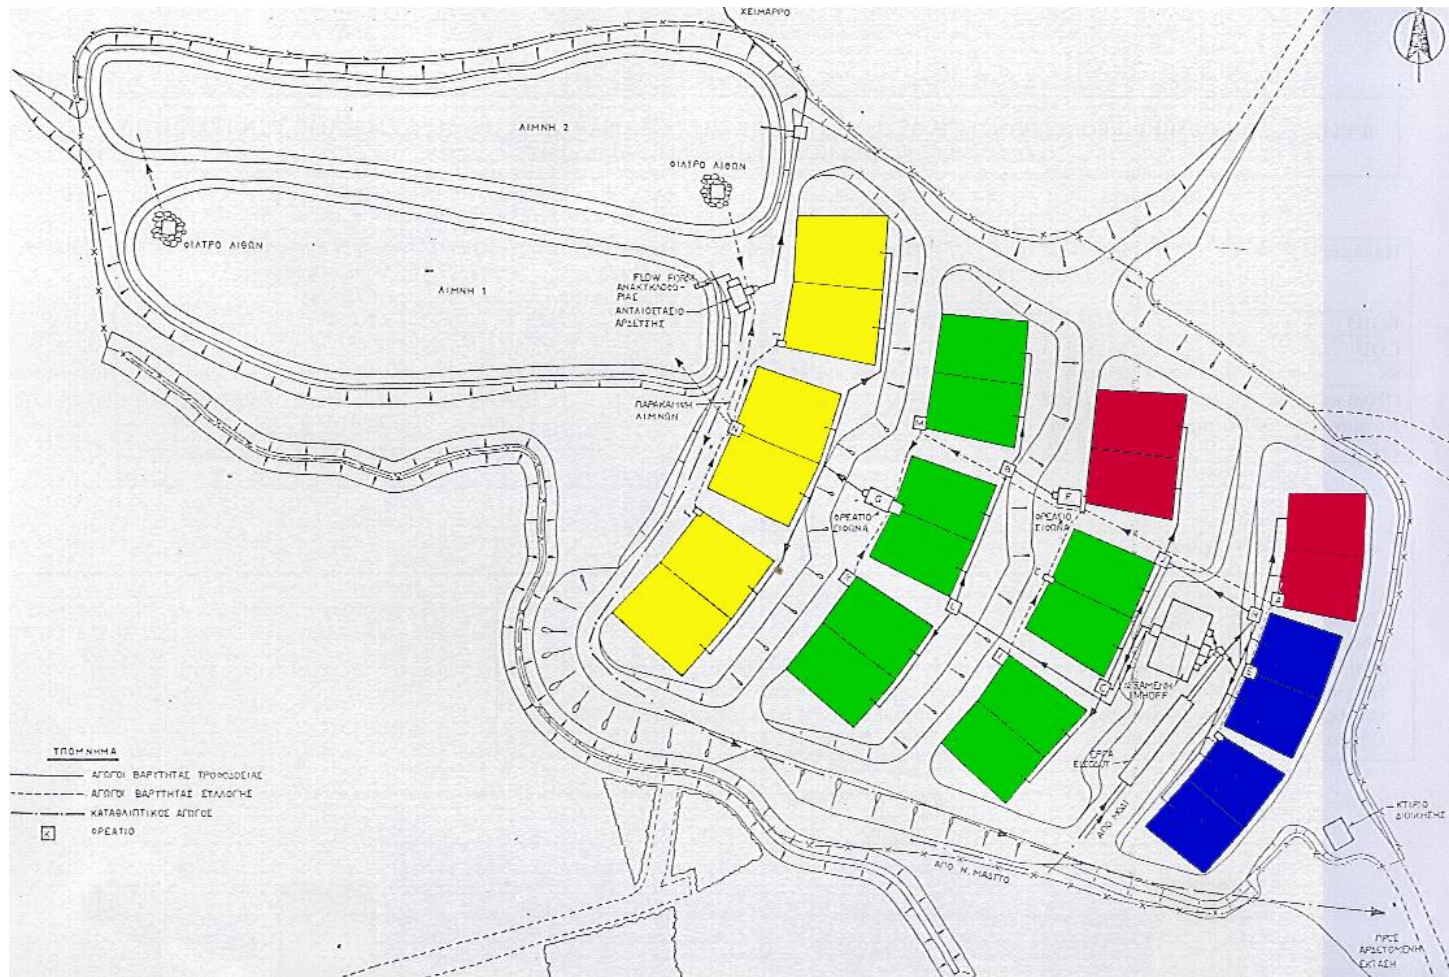 ΧΕΙΜΑΡΡΟ
ΛΙΜΝΗ 2
ΦΙΛΤΡΟ ΛΙΘΩΝ
ΦΙΛΤΡΟ ΛΙΘΩΝ
ΛΙΜΝΗ 1
FLOW FORM
ΑΝΑΚΥΚΛΟΦΟ-
ΡΙΑΣ
ΑΝΤΛΙΟΣΤΑΣΙΟ
ΑΡΔΕΥΣΗΣ
ΠΑΡΑΚΑΜΨΗ
ΛΙΜΝΩΝ
N
M
B
F
G
ΦΡΕΑΤΙΟ
ΣΙΦΩΝΑ
ΦΡΕΑΤΙΟ
ΣΙΦΩΝΑ
K
L
A
H
E
I
C
ΔΕΞΑΜΕΝΗ
IMHOFF
ΕΡΓΑ
ΕΙΣΟΔΟΥ
ΑΠΟ ΜΟΔΙ
ΑΠΟ Ν. ΜΑΔΥΤΟ
ΚΤΙΡΙΟ
ΔΙΟΙΚΗΣΗΣ
ΠΡΟΣ
ΑΡΔΕΥΟΜΕΝΗ
ΕΚΤΑΣΗ
ΥΠΟΜΝΗΜΑ
ΑΓΩΓΟΙ ΒΑΡΥΤΗΤΑΣ ΤΡΟΦΟΔΟΣΙΑΣ
ΑΓΩΓΟΙ ΒΑΡΥΤΗΤΑΣ ΣΥΛΛΟΓΗΣ
ΚΑΤΑΘΛΙΠΤΙΚΟΣ ΑΓΩΓΟΣ
K ΦΡΕΑΤΙΟ